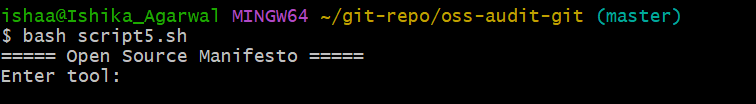 ishaa@Ishika_Agarwal MINGW64 ~/git-repo/oss-audit-git (master)
$ bash script5.sh
===== Open Source Manifesto =====
Enter tool: